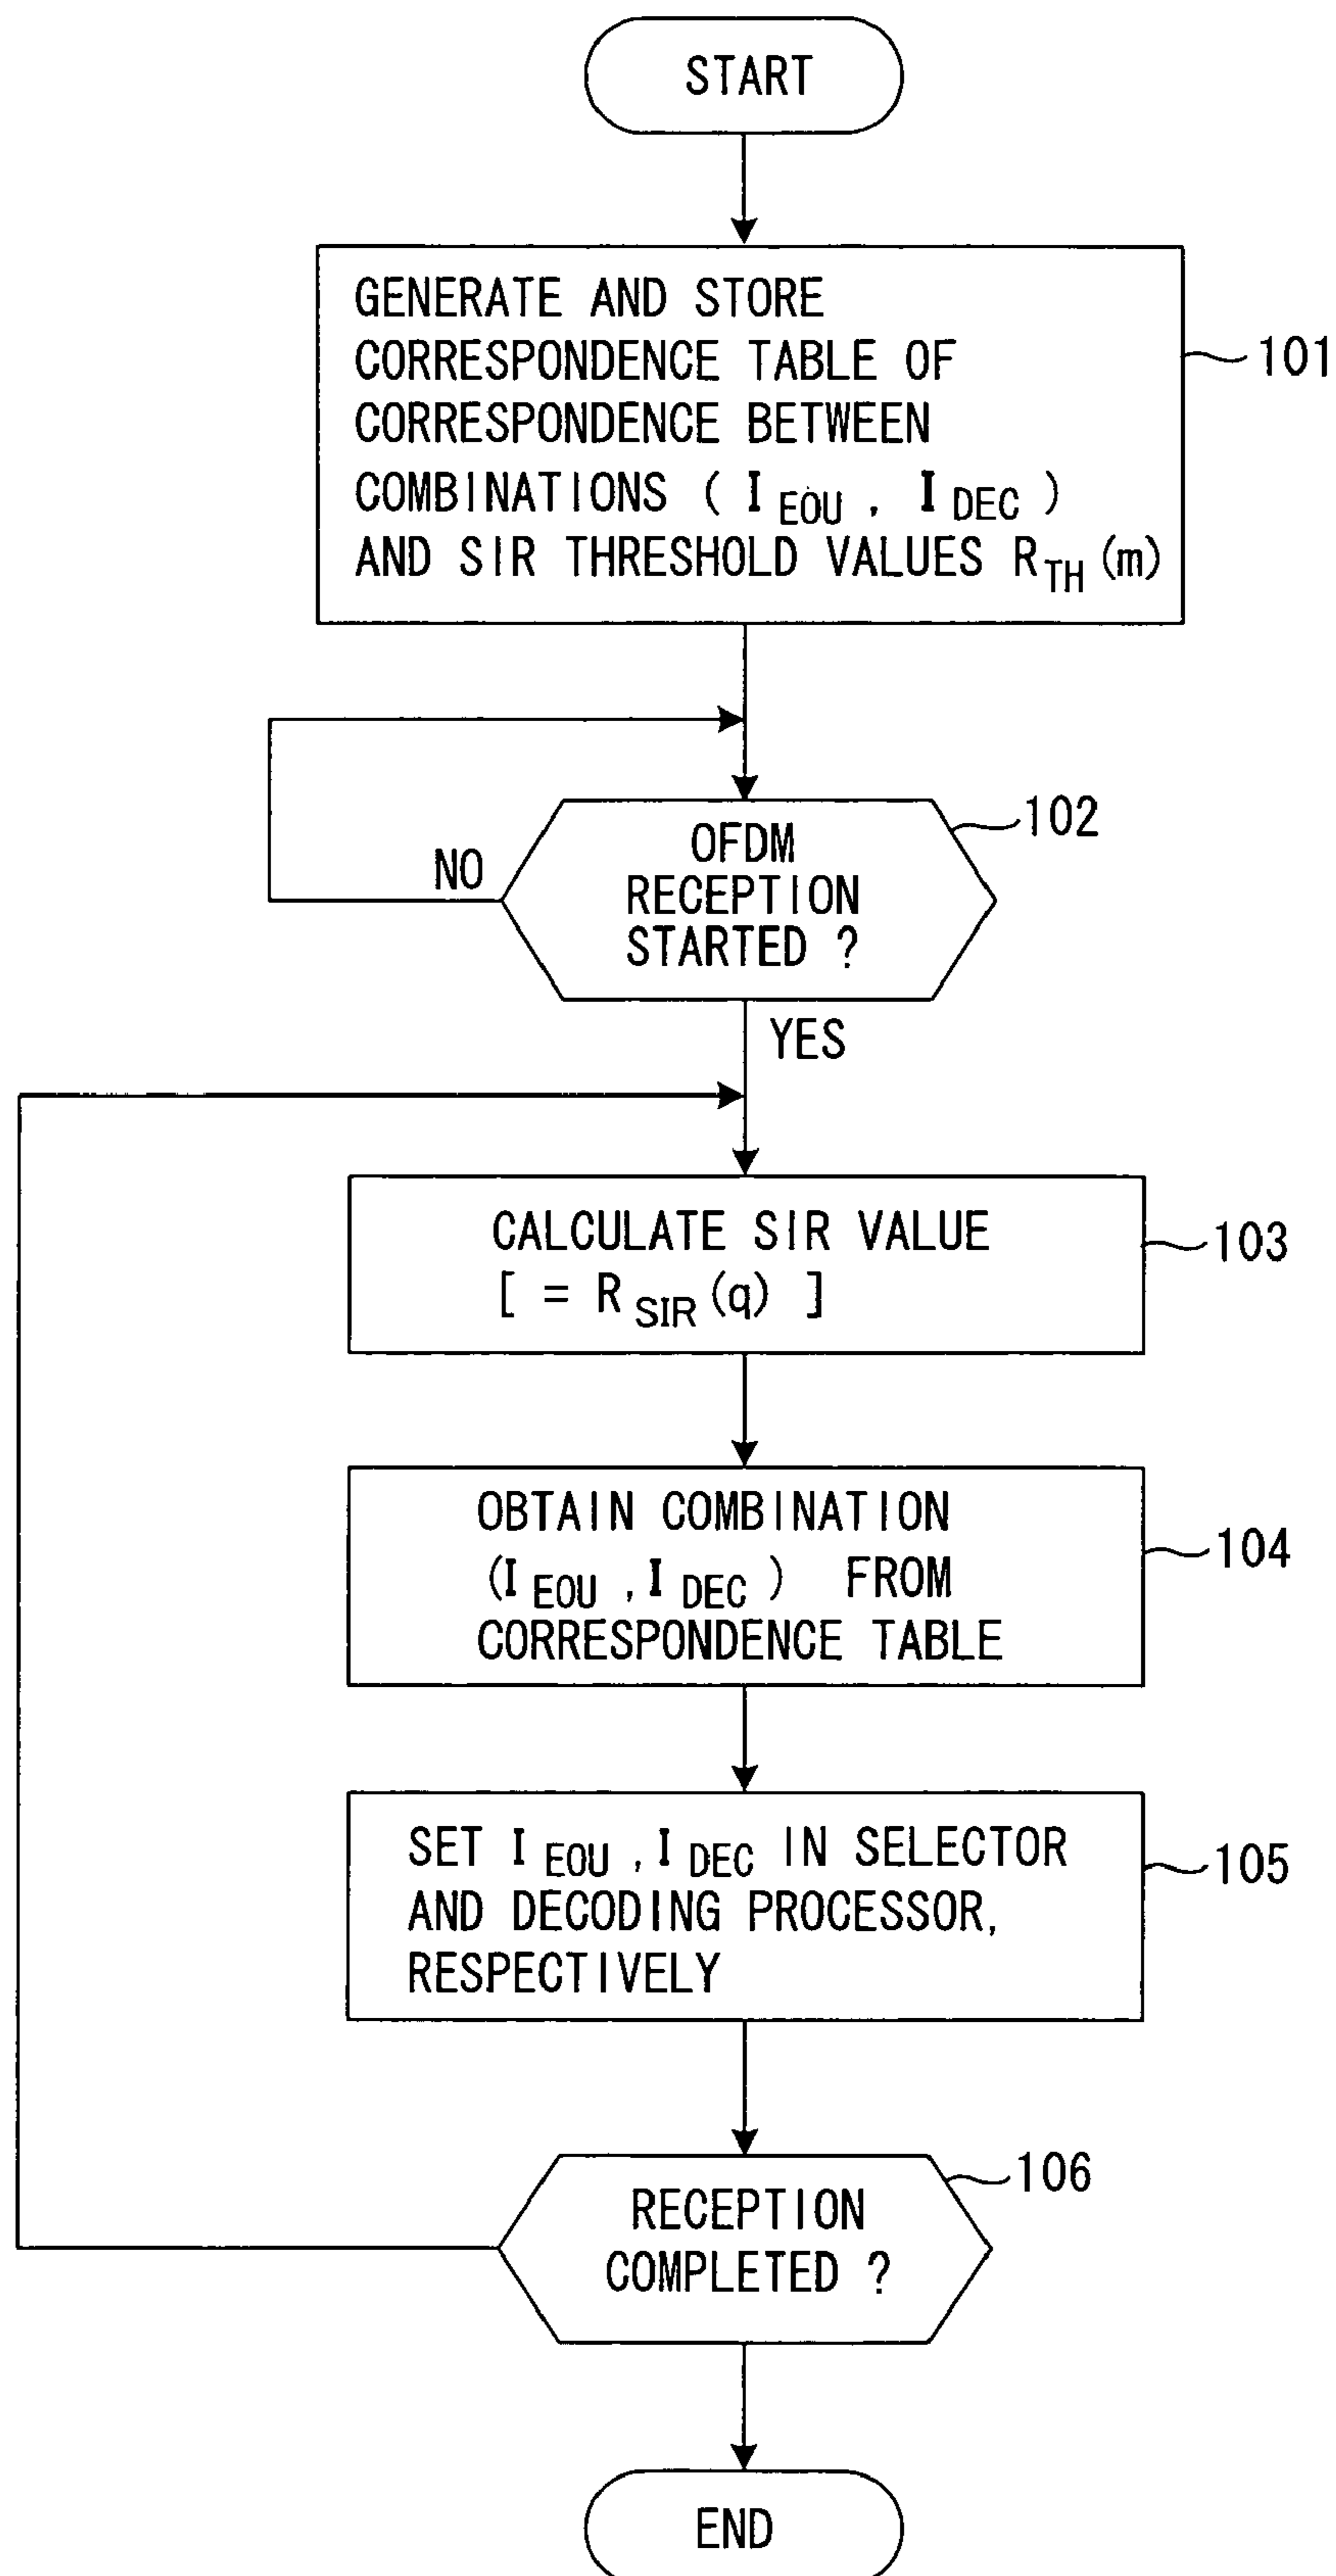 START
GENERATE AND STORE
CORRESPONDENCE TABLE OF
CORRESPONDENCE BETWEEN
COMBINATIONS ( I EOU , I DEC )
AND SIR THRESHOLD VALUES R TH (m)
101
102
OFDM
RECEPTION
STARTED ?
NO
YES
CALCULATE SIR VALUE
[ = R SIR (q) ]
103
OBTAIN COMBINATION
(I EOU , I DEC ) FROM
CORRESPONDENCE TABLE
104
SET I EOU , I DEC IN SELECTOR
AND DECODING PROCESSOR,
RESPECTIVELY
105
106
RECEPTION
COMPLETED ?
END